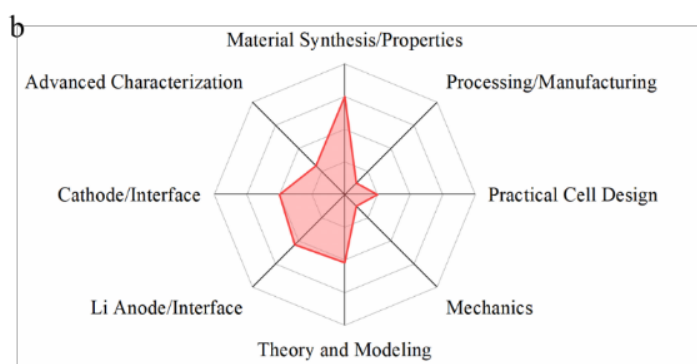 b
Material Synthesis/Properties
Advanced Characterization
Processing/Manufacturing
Cathode/Interface
Practical Cell Design
Li Anode/Interface
Mechanics
Theory and Modeling